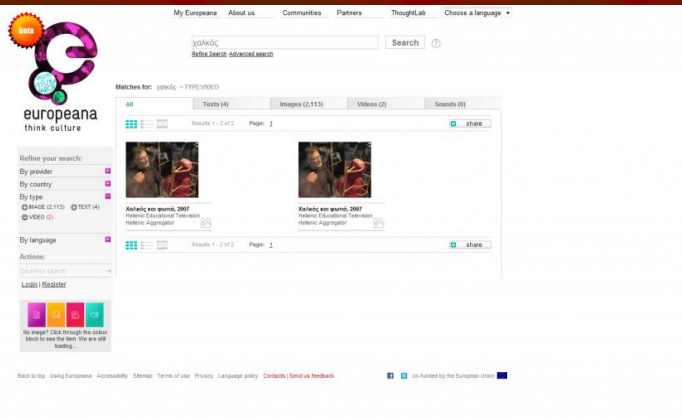 My Europeana About us Communities Partners ThoughtLab Choose a language
beta
χαλκός Search ?
Refine Search Advanced search
europeana
think culture
Matches for: χαλκός > TYPE:VIDEO
All Texts (4) Images (2,113) Videos (2) Sounds (0)
Results 1 - 2 of 2 Page: 1 share
Refine your search:
By provider
By country
By type
IMAGE (2,113) TEXT (4)
VIDEO (2)
By language
Actions:
Save this search
Login | Register
Χαλκός και φωτιά, 2007
Hellenic Educational Television
Hellenic Aggregator
Χαλκός και φωτιά, 2007
Hellenic Educational Television
Hellenic Aggregator
Results 1 - 2 of 2 Page: 1 share
No image? Click through the colour
block to see the item. We are still
loading...
Back to top Using Europeana Accessibility Sitemap Terms of use Privacy Language policy Contacts | Send us feedback co-funded by the European Union